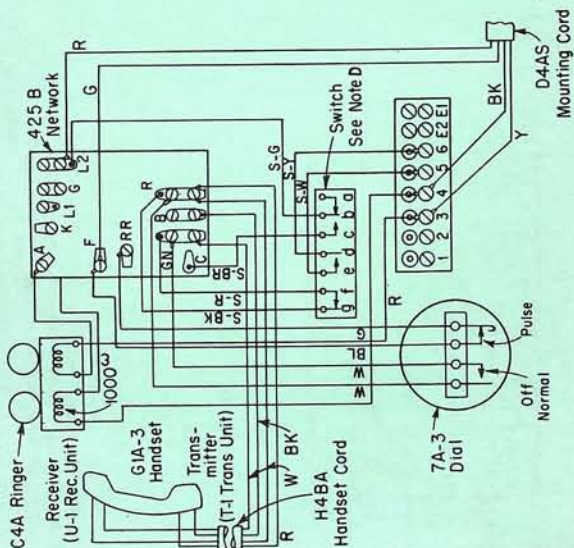 C4A Ringer
1000
3
Receiver
(U-1 Rec. Unit)
G1A-3
Handset
Trans-
mitter
(T-1 Trans Unit)
H4BA
Handset Cord
R
W
BK
425 B
Network
A
F
RR
K
L1
G
L2
R
B
GN
C
R
G
S-BR
S-R
S-BK
S-G
S-Y
S-W
Switch
See Note D
g
f
e
d
c
b
a
1
2
3
4
5
6
E2
E1
R
G
BL
W
W
7A-3
Dial
Off
Normal
Pulse
BK
Y
D4AS
Mounting Cord